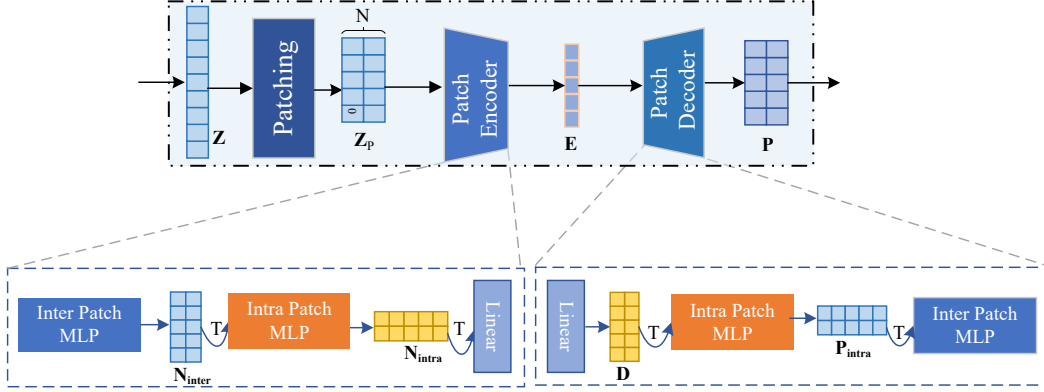 N
Z
Patching
0
Z_P
Patch
Encoder
E
Patch
Decoder
P
Inter Patch
MLP
N_inter
T
Intra Patch
MLP
N_intra
T
Linear
Linear
D
T
Intra Patch
MLP
P_intra
T
Inter Patch
MLP